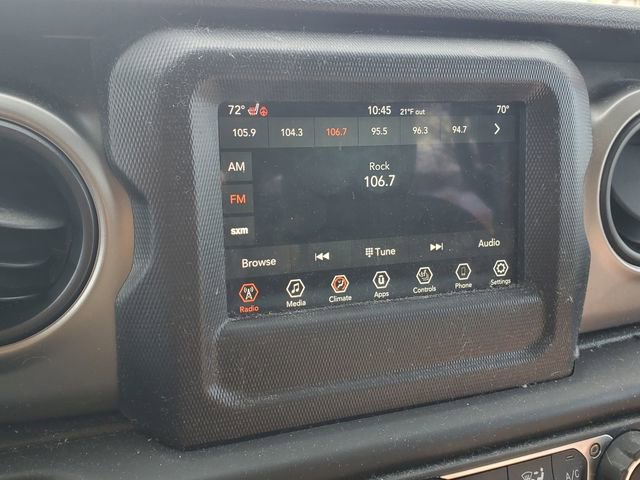 72° 10:45 21°F out 70°
105.9 104.3 106.7 95.5 96.3 94.7
AM
Rock
106.7
FM
sxm
Browse Tune Audio
Radio Media Climate Apps Controls Phone Settings
A/C